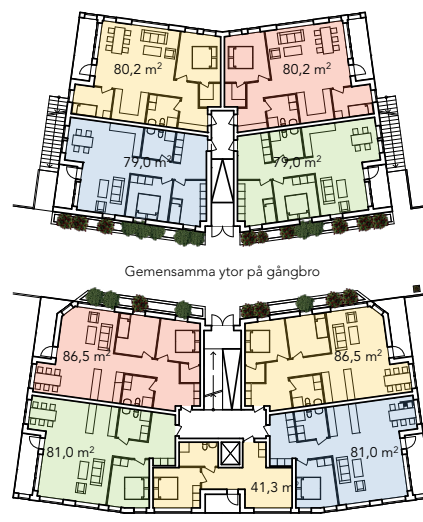 80,2 m²
80,2 m²
79,0 m²
79,0 m²
Gemensamma ytor på gångbro
86,5 m²
86,5 m²
81,0 m²
81,0 m²
41,3 m